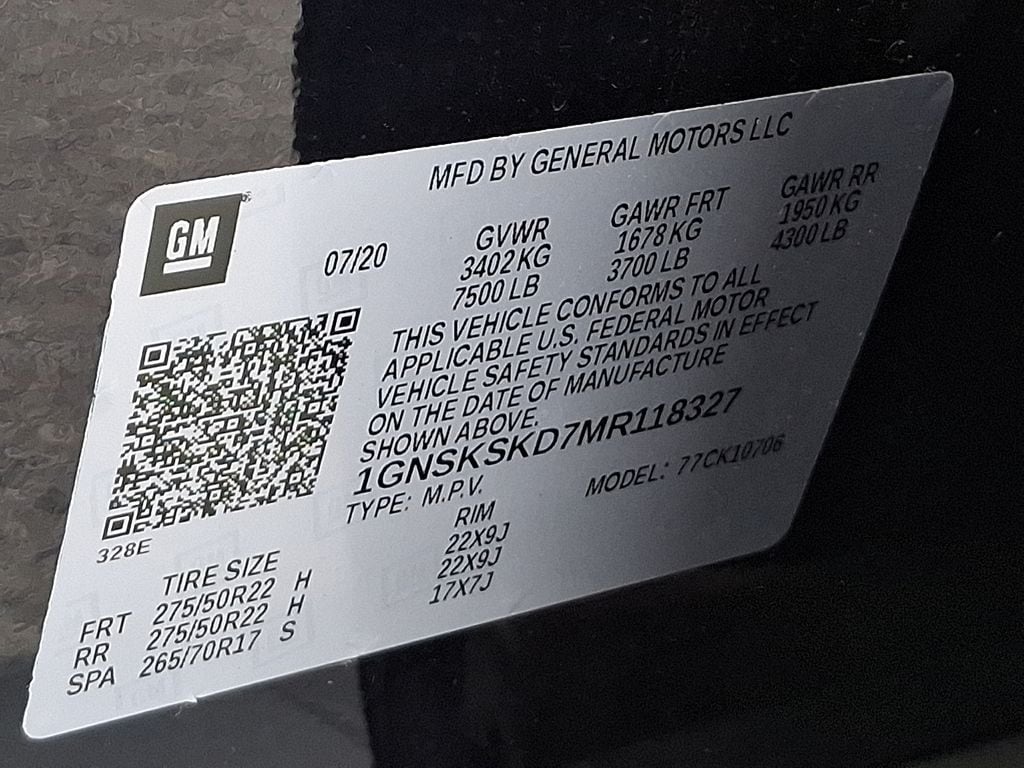 MFD BY GENERAL MOTORS LLC
GM
07/20
GVWR
3402 KG
7500 LB
GAWR FRT
1678 KG
3700 LB
GAWR RR
1950 KG
4300 LB
THIS VEHICLE CONFORMS TO ALL
APPLICABLE U.S. FEDERAL MOTOR
VEHICLE SAFETY STANDARDS IN EFFECT
ON THE DATE OF MANUFACTURE
SHOWN ABOVE.
1GNSKSKD7MR118327
TYPE: M.P.V. MODEL: 77CK10706
328E
TIRE SIZE RIM
FRT 275/50R22 H 22X9J
RR 275/50R22 H 22X9J
SPA 265/70R17 S 17X7J